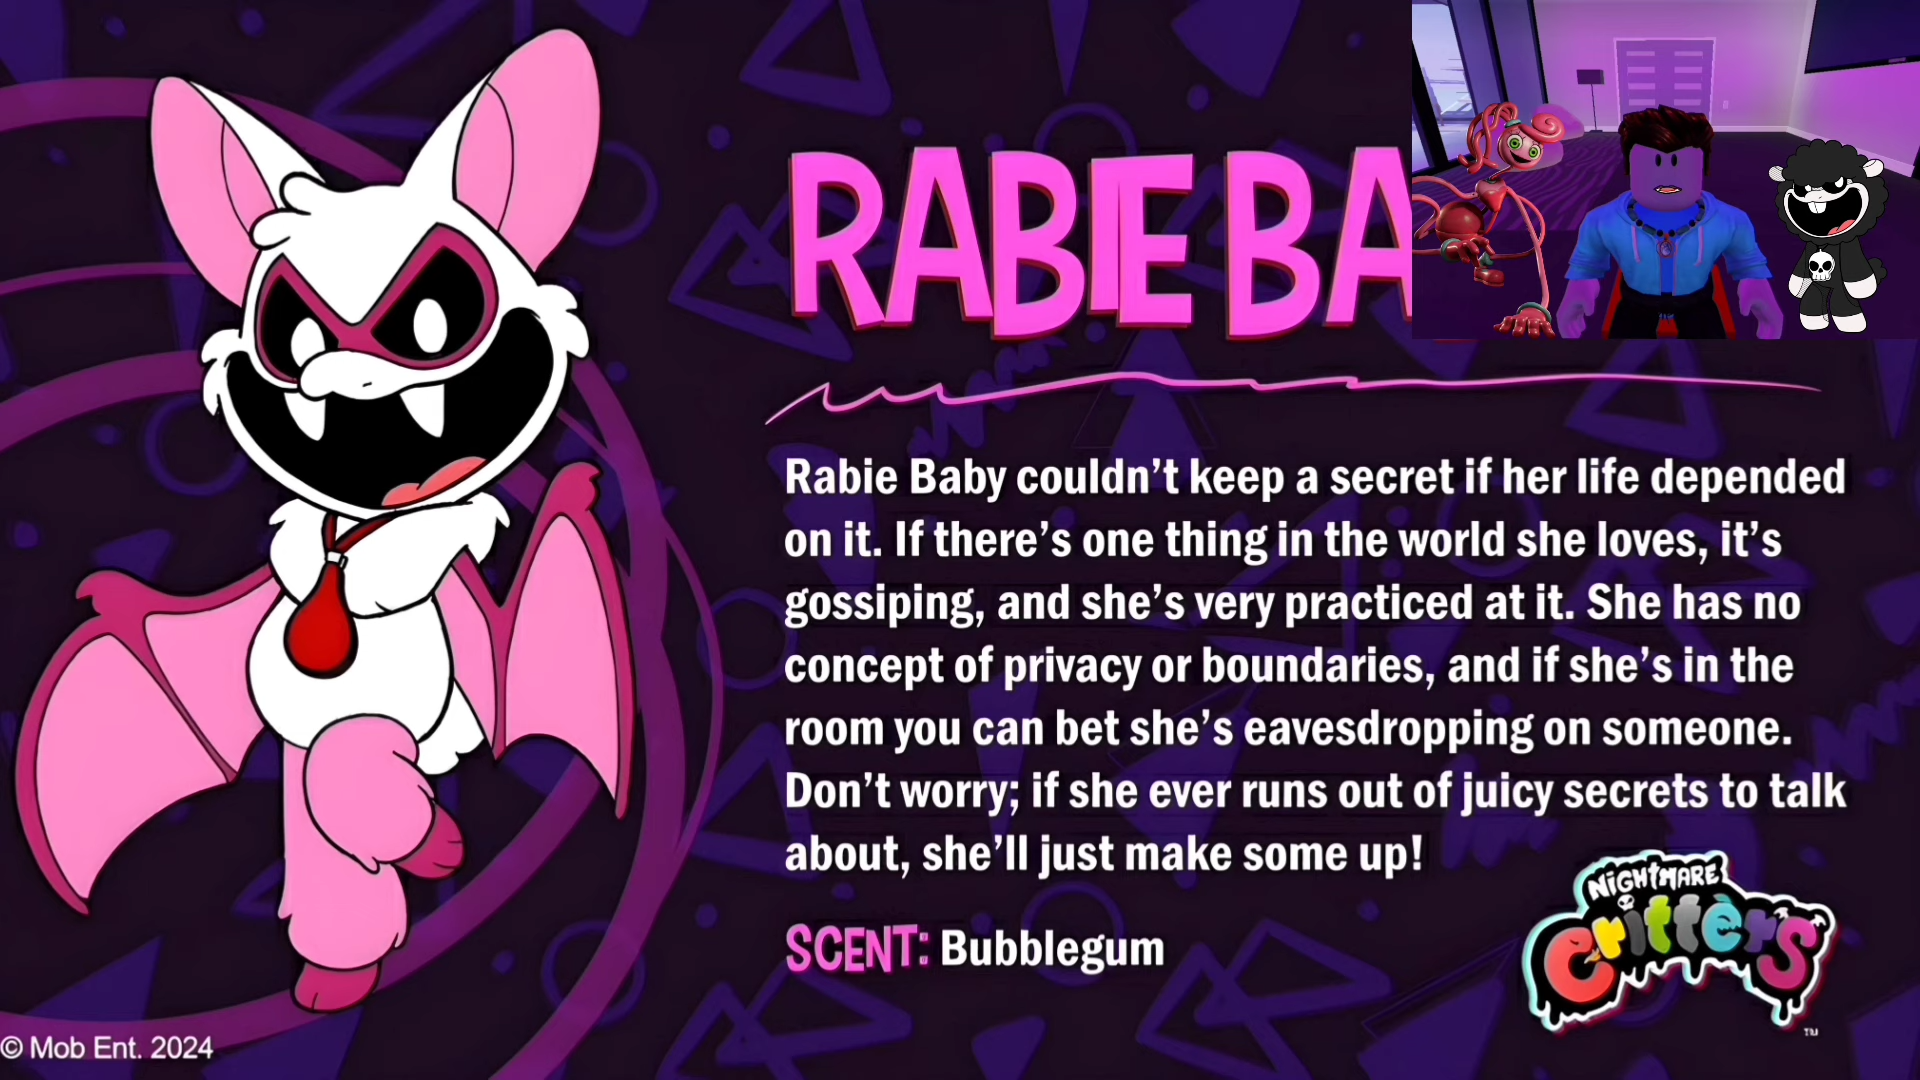 RABIE BA
Rabie Baby couldn't keep a secret if her life depended
on it. If there's one thing in the world she loves, it's
gossiping, and she's very practiced at it. She has no
concept of privacy or boundaries, and if she's in the
room you can bet she's eavesdropping on someone.
Don't worry; if she ever runs out of juicy secrets to talk
about, she'll just make some up!
SCENT: Bubblegum
NIGHTMARE
Critters
TM
© Mob Ent. 2024